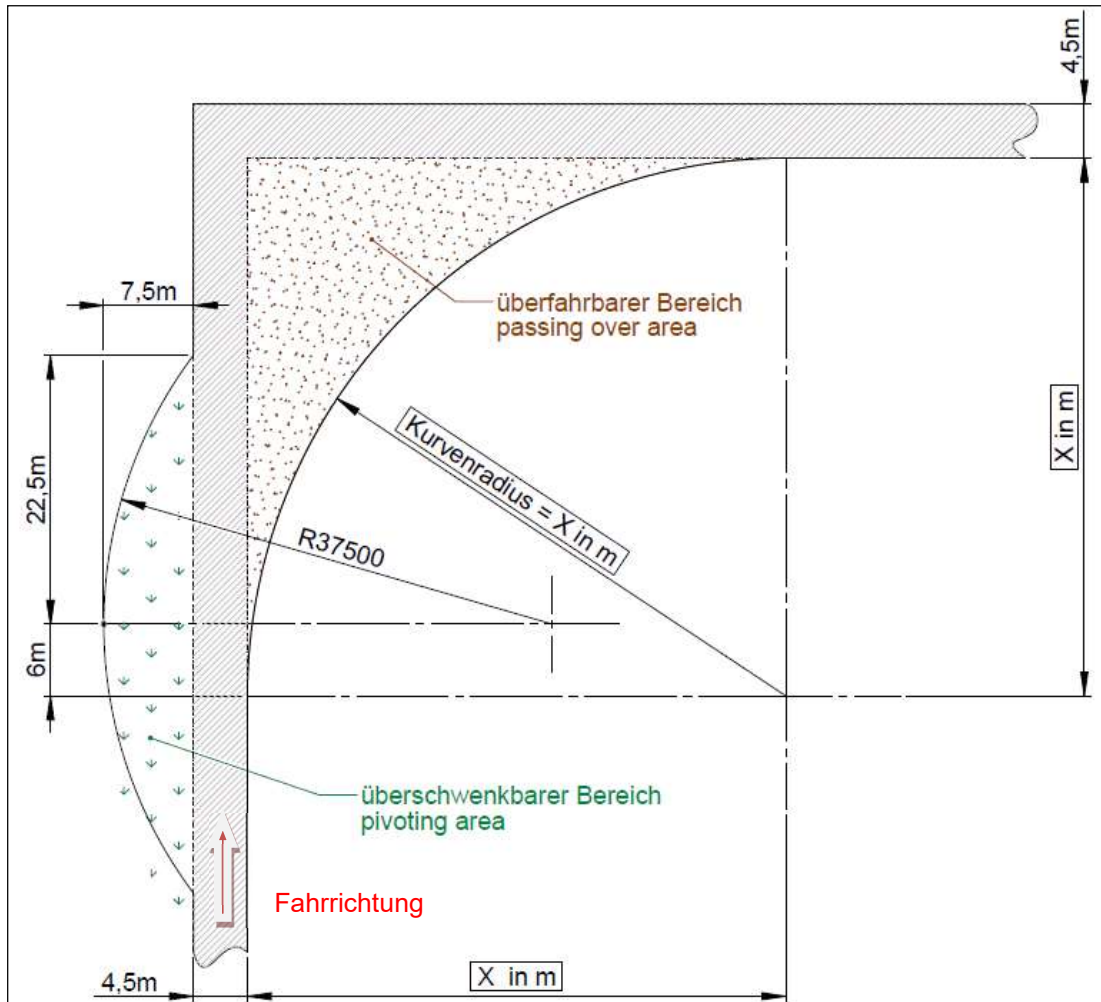 4,5m
7,5m
überfahrbarer Bereich
passing over area
X in m
Kurvenradius = X in m
22,5m
R37500
6m
überschwenkbarer Bereich
pivoting area
Fahrrichtung
4,5m
X in m